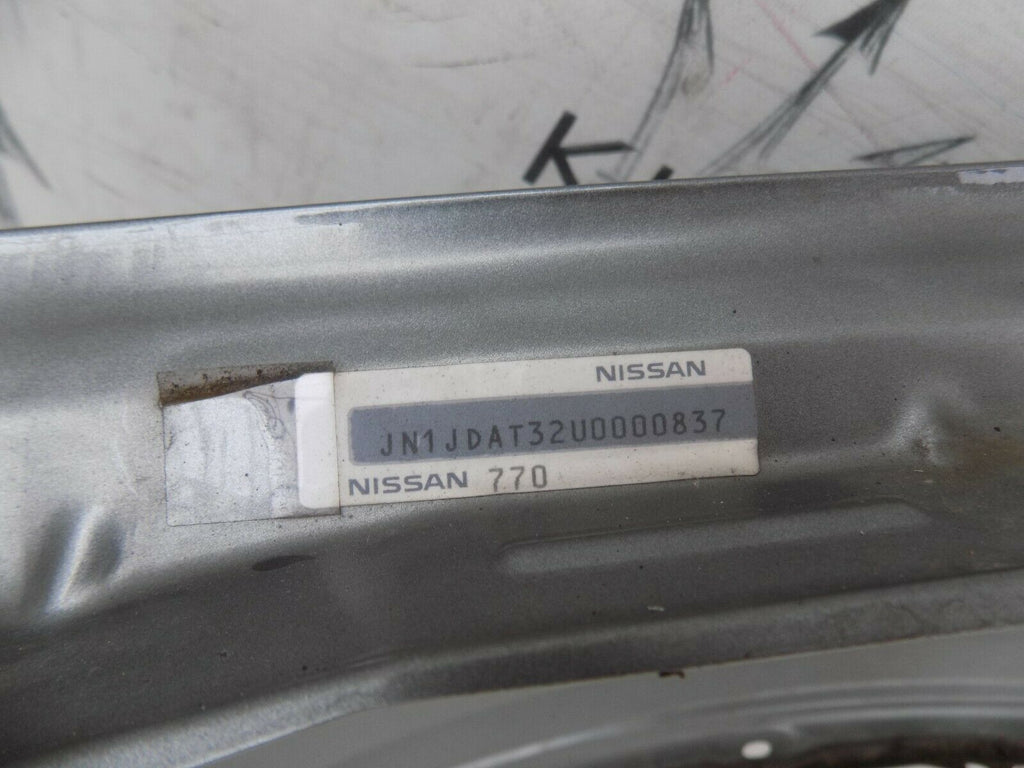 K
NISSAN
JN1JDAT32U0000837
NISSAN 770